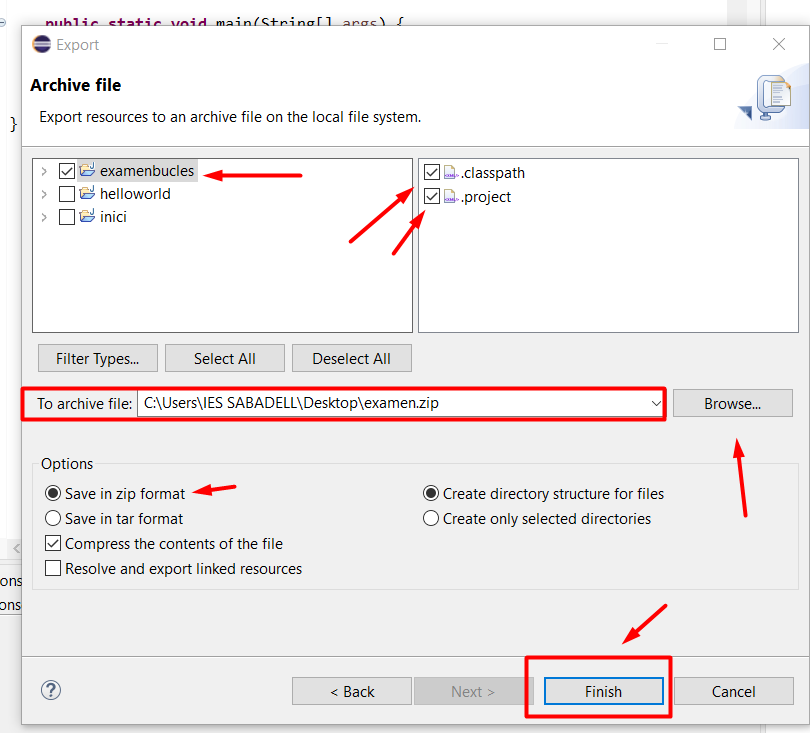 public static void main(String[] args) {
Export
Archive file
Export resources to an archive file on the local file system.
}
examenbucles
helloworld
inici
.classpath
.project
Filter Types...
Select All
Deselect All
To archive file: C:\Users\IES SABADELL\Desktop\examen.zip
Browse...
Options
Save in zip format
Create directory structure for files
Save in tar format
Create only selected directories
Compress the contents of the file
Resolve and export linked resources
ons
ons
?
< Back
Next >
Finish
Cancel